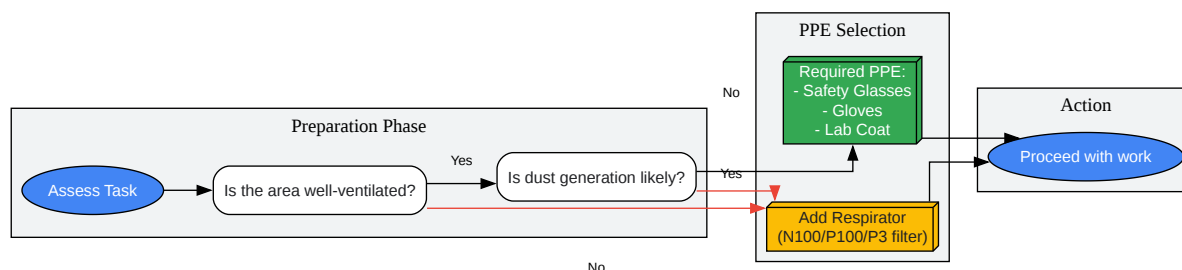 PPE Selection
Required PPE:
- Safety Glasses
- Gloves
- Lab Coat
No
Action
Preparation Phase
Proceed with work
Yes
Assess Task
Is the area well-ventilated?
Is dust generation likely?
Yes
Add Respirator
(N100/P100/P3 filter)
No